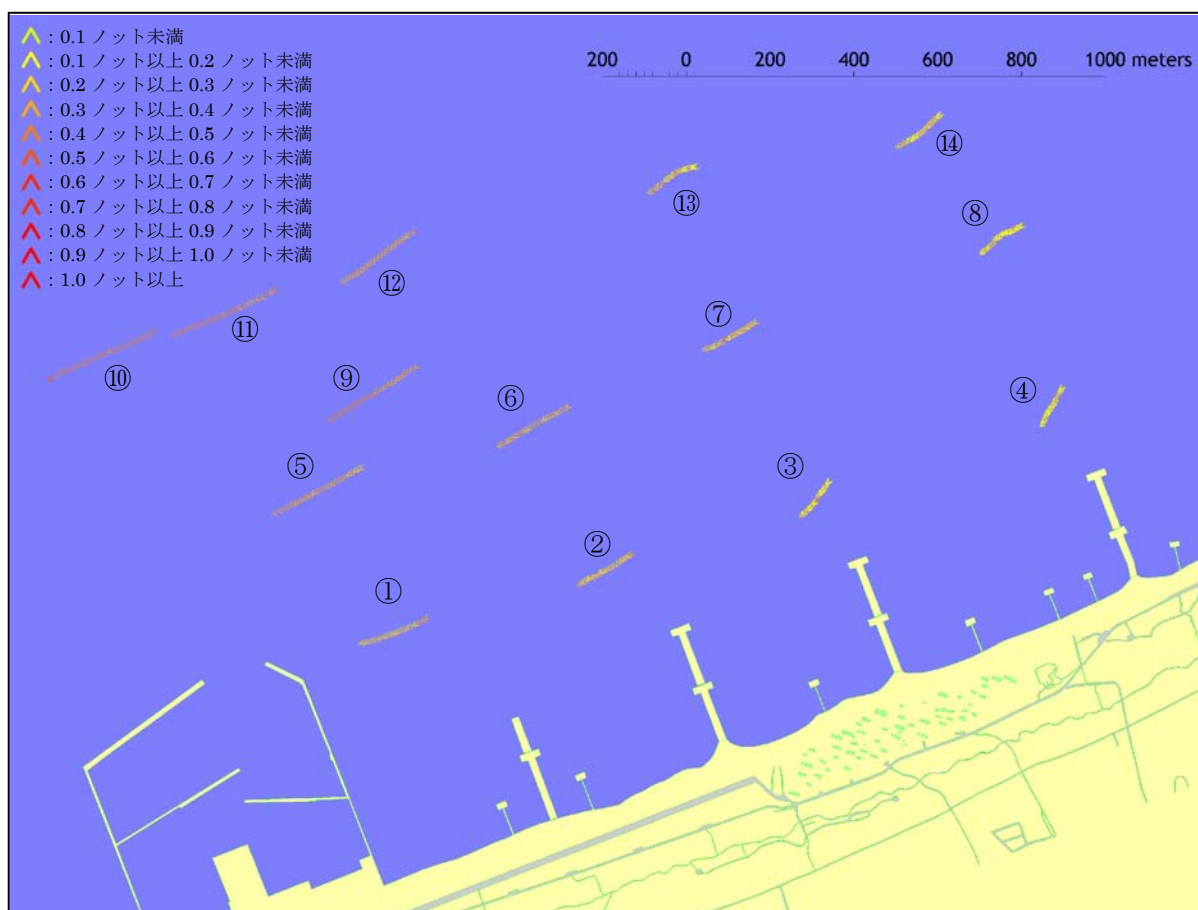 : 0.1 ノット未満
: 0.1 ノット以上 0.2 ノット未満
: 0.2 ノット以上 0.3 ノット未満
: 0.3 ノット以上 0.4 ノット未満
: 0.4 ノット以上 0.5 ノット未満
: 0.5 ノット以上 0.6 ノット未満
: 0.6 ノット以上 0.7 ノット未満
: 0.7 ノット以上 0.8 ノット未満
: 0.8 ノット以上 0.9 ノット未満
: 0.9 ノット以上 1.0 ノット未満
: 1.0 ノット以上
200 0 200 400 600 800 1000 meters
⑭
⑬
⑧
⑫
⑪
⑦
⑩
⑨
④
⑥
⑤
③
②
①